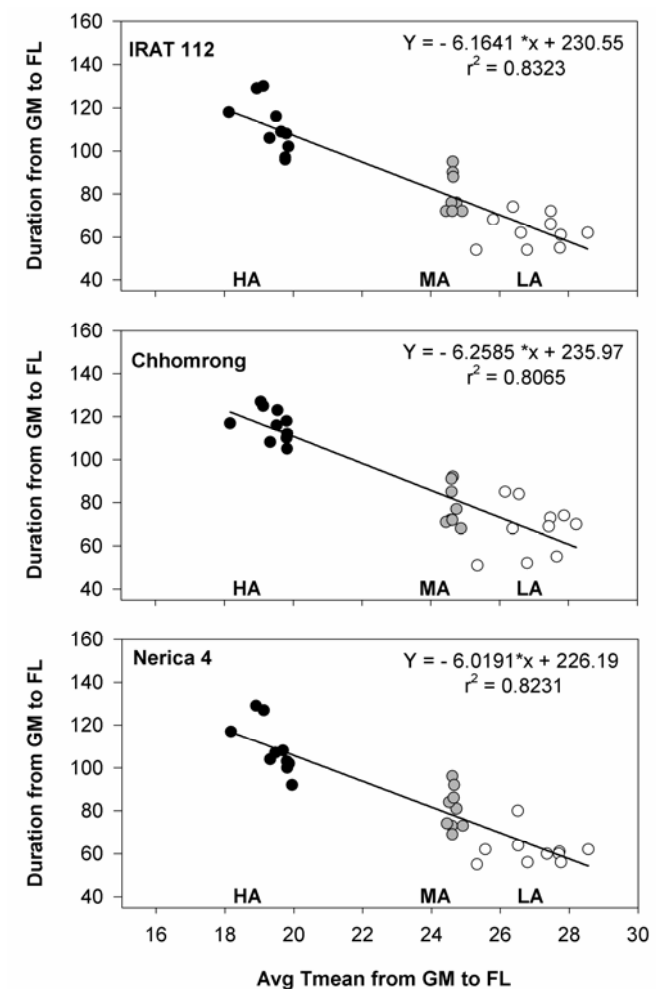 160
140
120
100
80
60
40
Duration from GM to FL
IRAT 112
Y = - 6.1641 *x + 230.55
r² = 0.8323
HA MA LA
160
140
120
100
80
60
40
Duration from GM to FL
Chhomrong
Y = - 6.2585 *x + 235.97
r² = 0.8065
HA MA LA
160
140
120
100
80
60
40
Duration from GM to FL
Nerica 4
Y = - 6.0191*x + 226.19
r² = 0.8231
HA MA LA
16 18 20 22 24 26 28 30
Avg Tmean from GM to FL